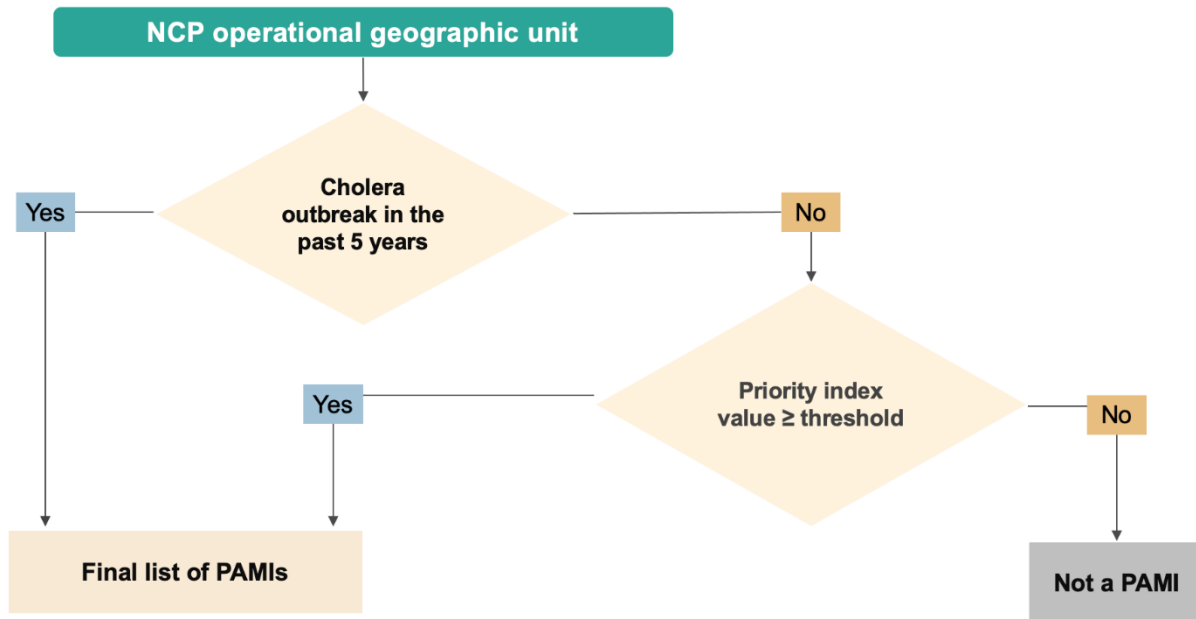 NCP operational geographic unit
Cholera
outbreak in the
past 5 years
Yes
No
Priority index
value ≥ threshold
Yes
No
Final list of PAMIs
Not a PAMI